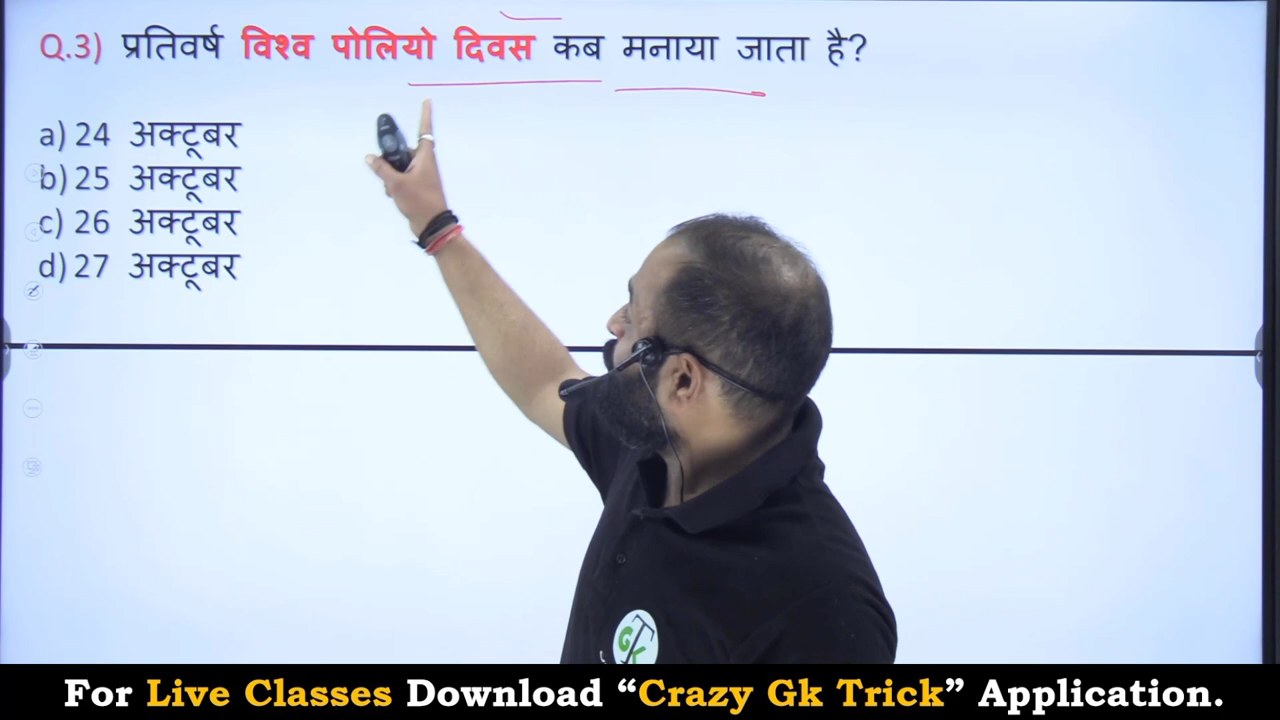 Q.3) प्रतिवर्ष विश्व पोलियो दिवस कब मनाया जाता है?
a) 24 अक्टूबर
b) 25 अक्टूबर
c) 26 अक्टूबर
d) 27 अक्टूबर
GTK
For Live Classes Download “Crazy Gk Trick” Application.